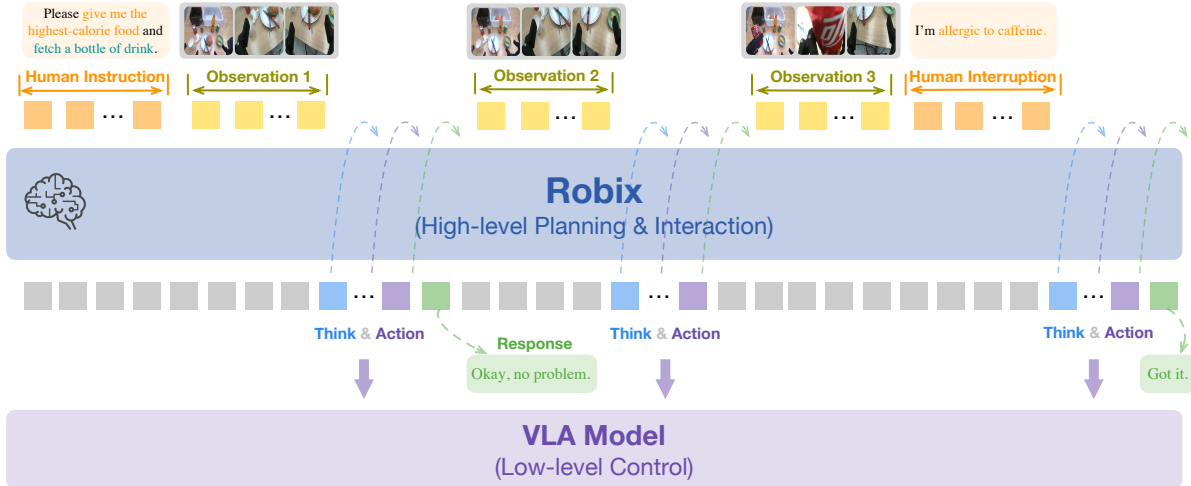 Please give me the
highest-calorie food and
fetch a bottle of drink.
I'm allergic to caffeine.
Human Instruction
Observation 1
Observation 2
Observation 3
Human Interruption
...
...
...
...
...
Robix
(High-level Planning & Interaction)
...
...
...
Think & Action
Response
Think & Action
Think & Action
Okay, no problem.
Got it.
VLA Model
(Low-level Control)